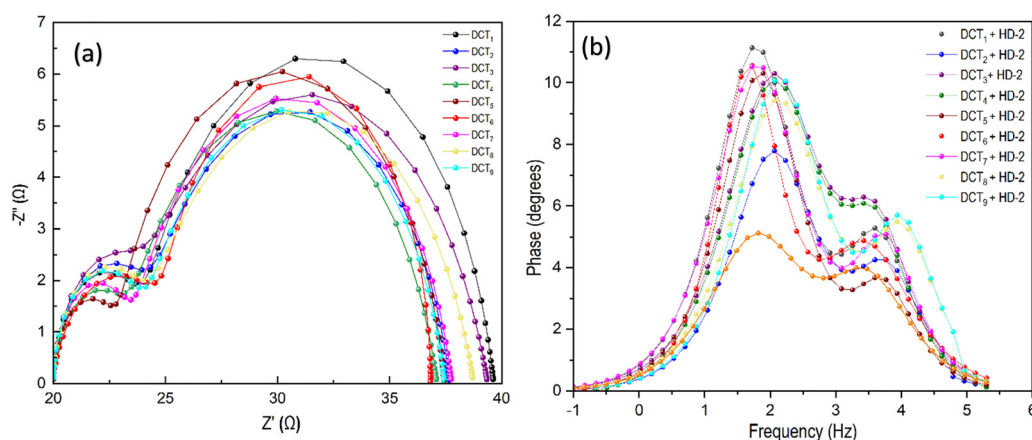 (a)
-Z" (Ω)
7
6
5
4
3
2
1
0
20
25
30
35
40
Z' (Ω)
DCT1
DCT2
DCT3
DCT4
DCT5
DCT6
DCT7
DCT8
DCT9
(b)
Phase (degrees)
12
10
8
6
4
2
0
-1
0
1
2
3
4
5
6
Frequency (Hz)
DCT1 + HD-2
DCT2 + HD-2
DCT3 + HD-2
DCT4 + HD-2
DCT5 + HD-2
DCT6 + HD-2
DCT7 + HD-2
DCT8 + HD-2
DCT9 + HD-2